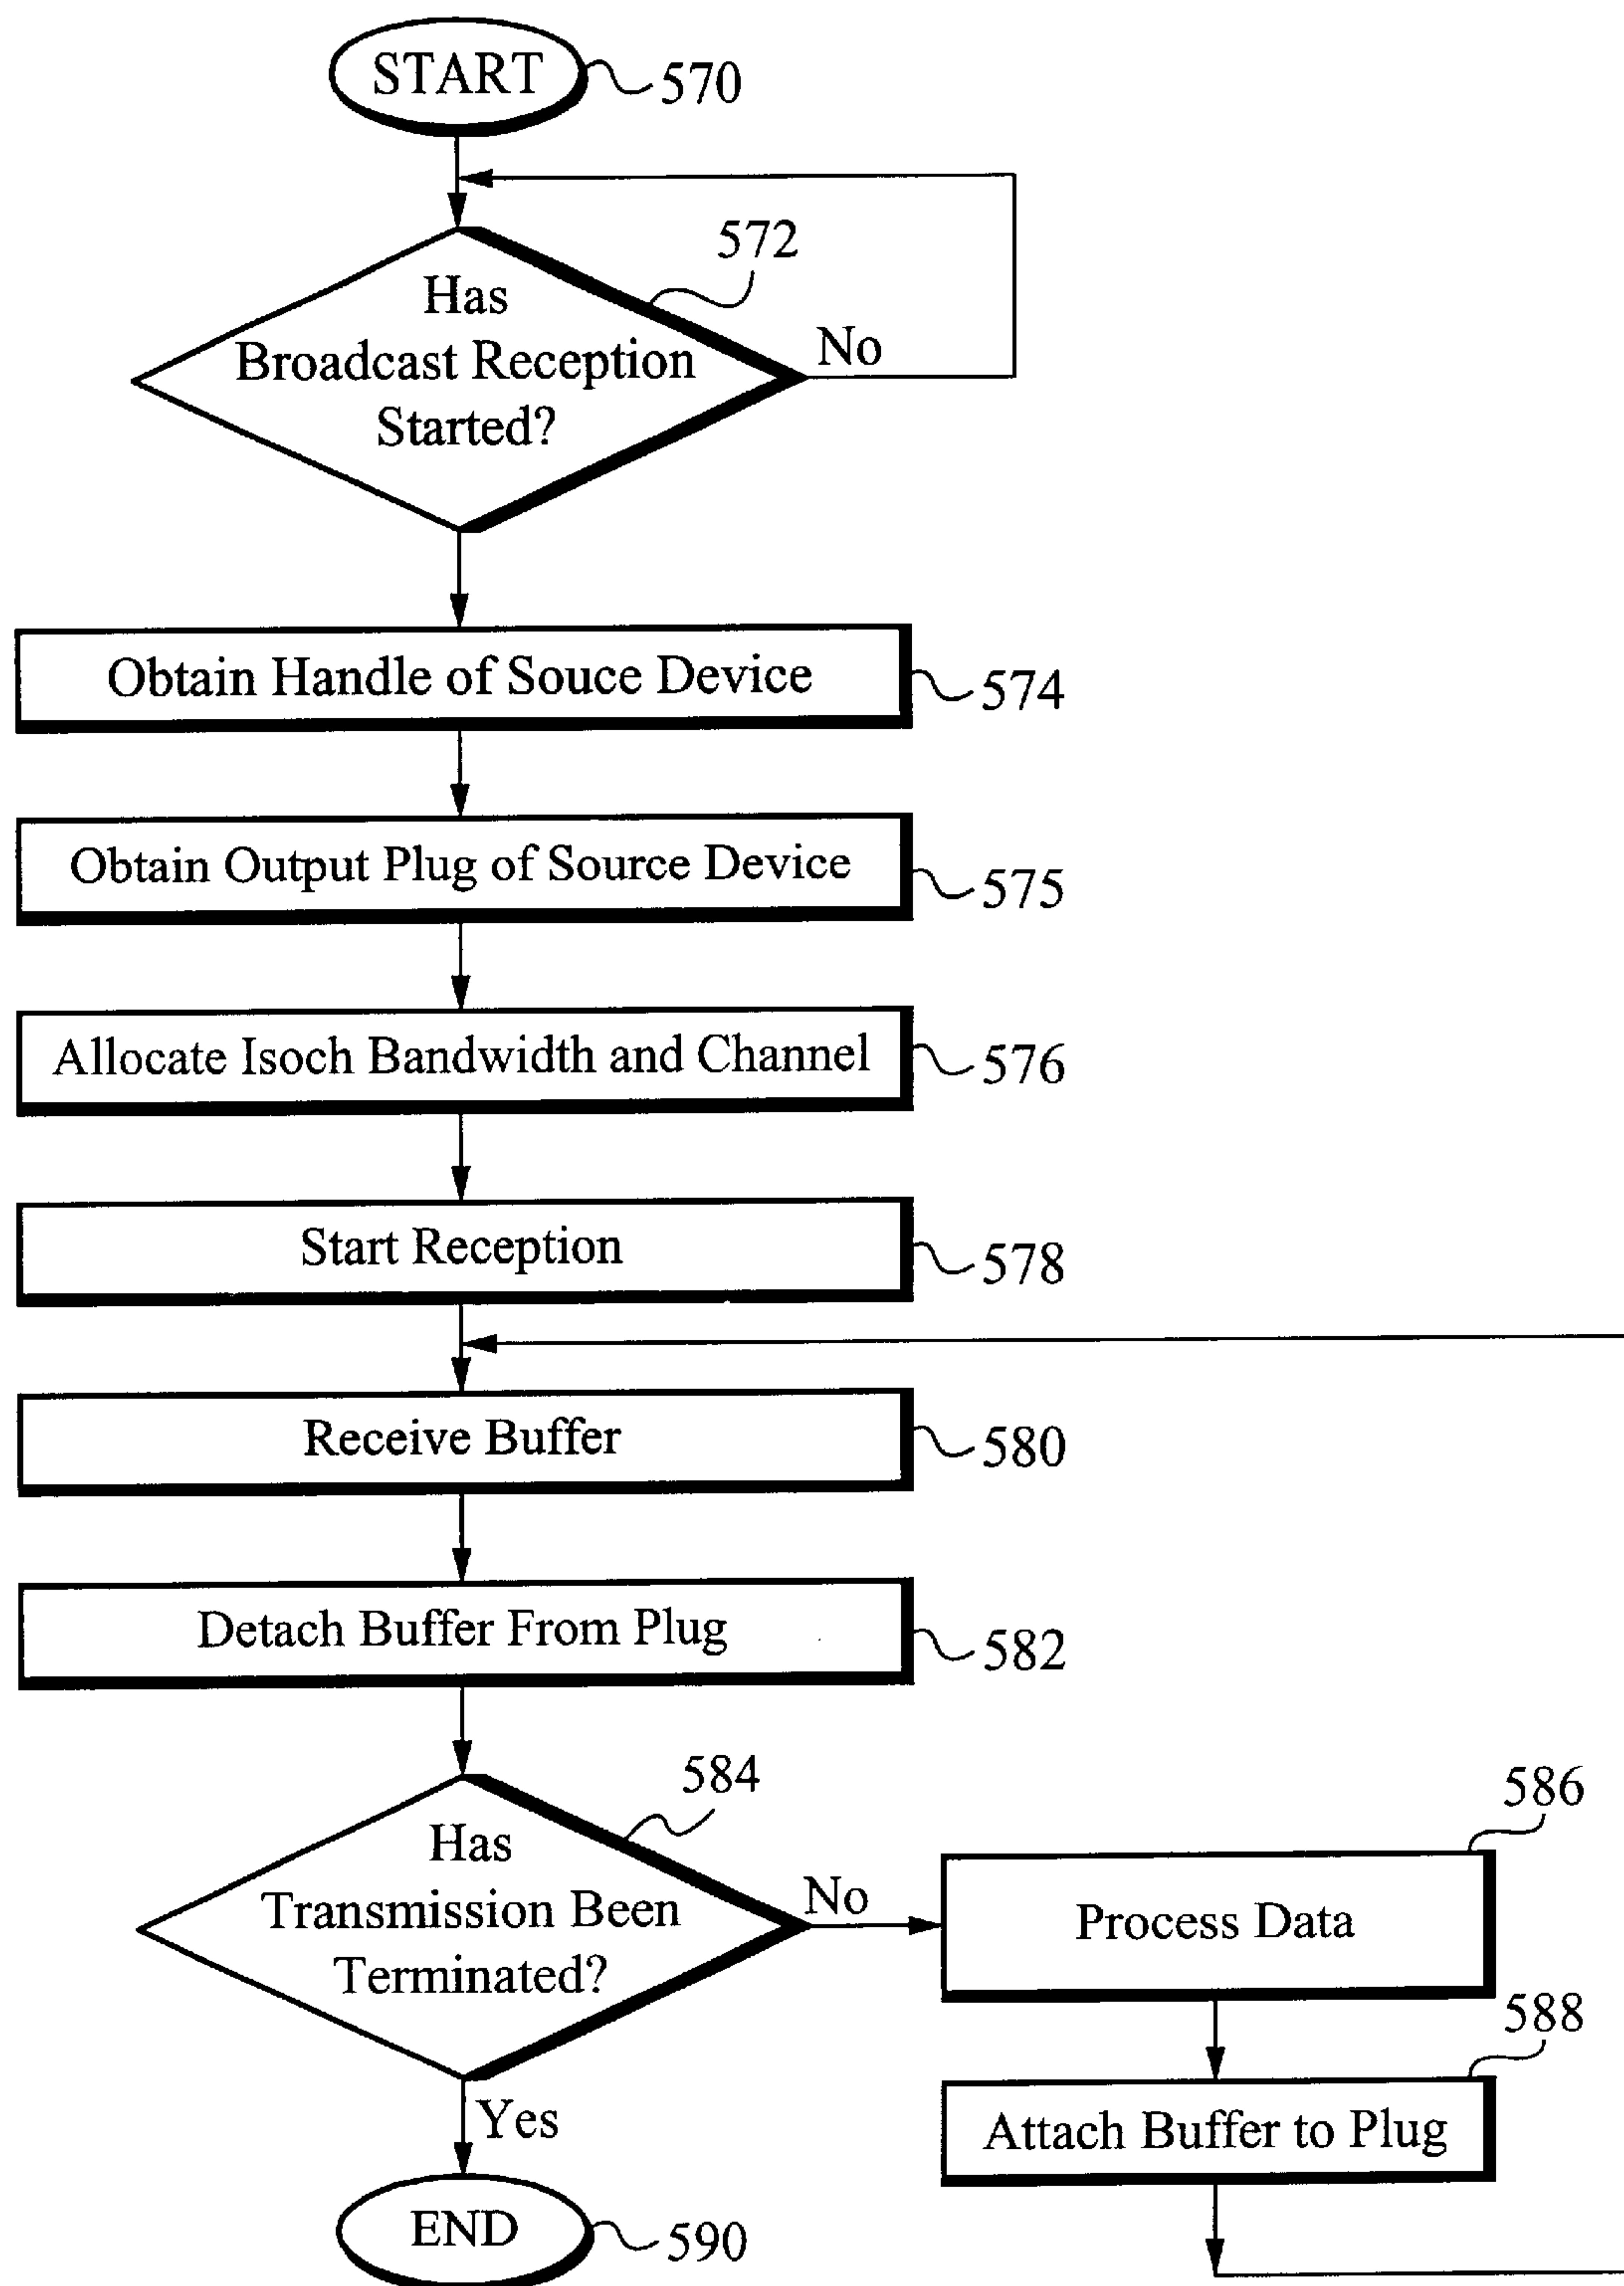 START
570
572
Has
Broadcast Reception
Started?
No
Obtain Handle of Souce Device
574
Obtain Output Plug of Source Device
575
Allocate Isoch Bandwidth and Channel
576
Start Reception
578
Receive Buffer
580
Detach Buffer From Plug
582
584
Has
Transmission Been
Terminated?
No
586
Process Data
588
Attach Buffer to Plug
Yes
END
590